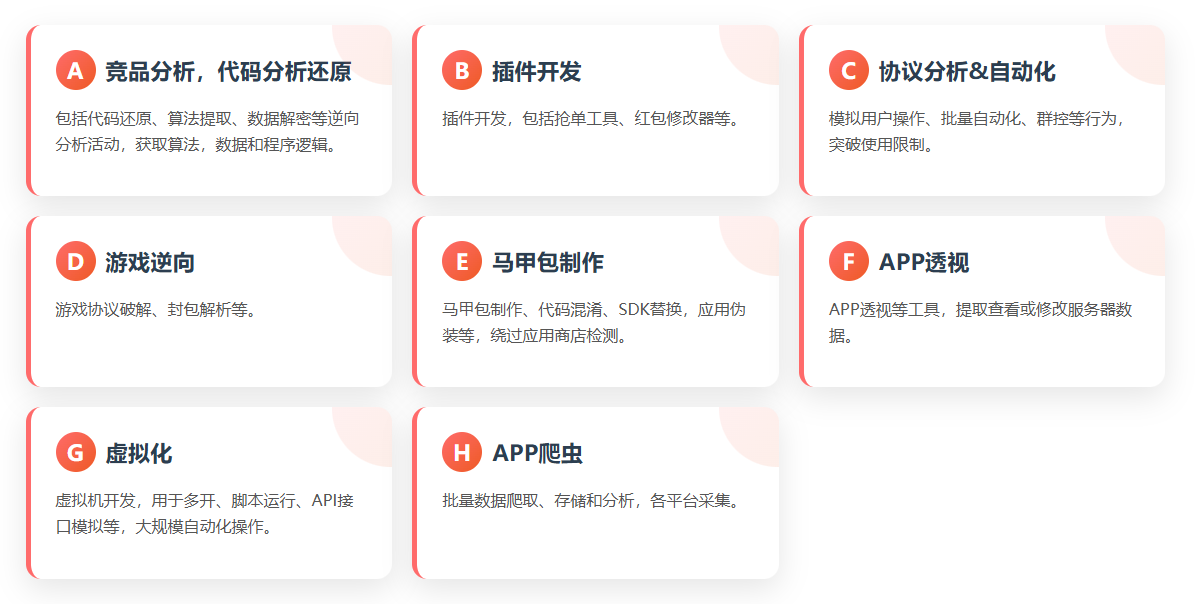 A 竞品分析，代码分析还原
包括代码还原、算法提取、数据解密等逆向
分析活动，获取算法，数据和程序逻辑。
B 插件开发
插件开发，包括抢单工具、红包修改器等。
C 协议分析&自动化
模拟用户操作、批量自动化、群控等行为，
突破使用限制。
D 游戏逆向
游戏协议破解、封包解析等。
E 马甲包制作
马甲包制作、代码混淆、SDK替换，应用伪
装等，绕过应用商店检测。
F APP透视
APP透视等工具，提取查看或修改服务器数
据。
G 虚拟化
虚拟机开发，用于多开、脚本运行、API接
口模拟等，大规模自动化操作。
H APP爬虫
批量数据爬取、存储和分析，各平台采集。